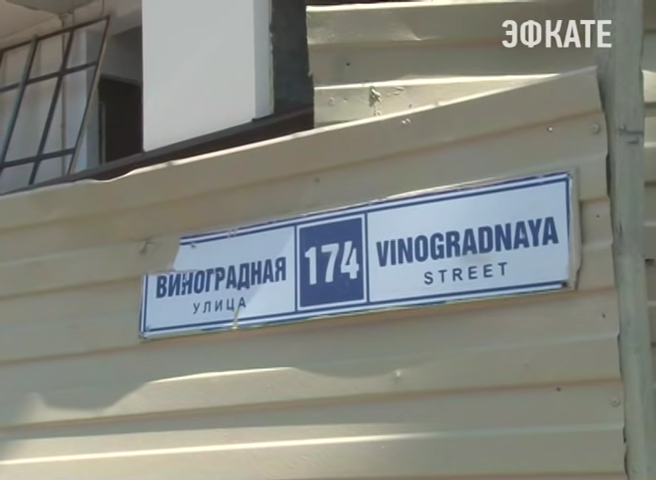 ЭФКАТЕ
ВИНОГРАДНАЯ
УЛИЦА
174
VINOGRADNAYA
STREET